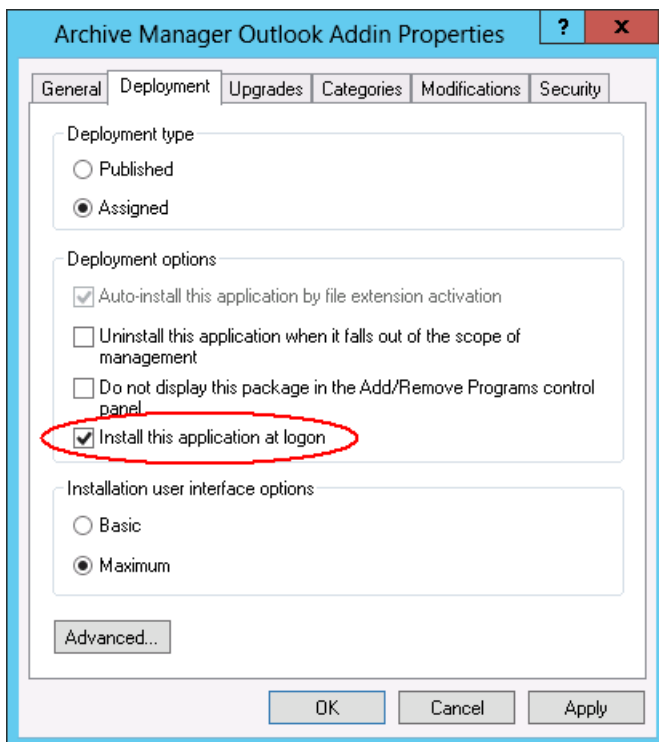 Archive Manager Outlook Addin Properties
? x
General Deployment Upgrades Categories Modifications Security
Deployment type
Published
Assigned
Deployment options
Auto-install this application by file extension activation
Uninstall this application when it falls out of the scope of
management
Do not display this package in the Add/Remove Programs control
panel
Install this application at logon
Installation user interface options
Basic
Maximum
Advanced...
OK Cancel Apply